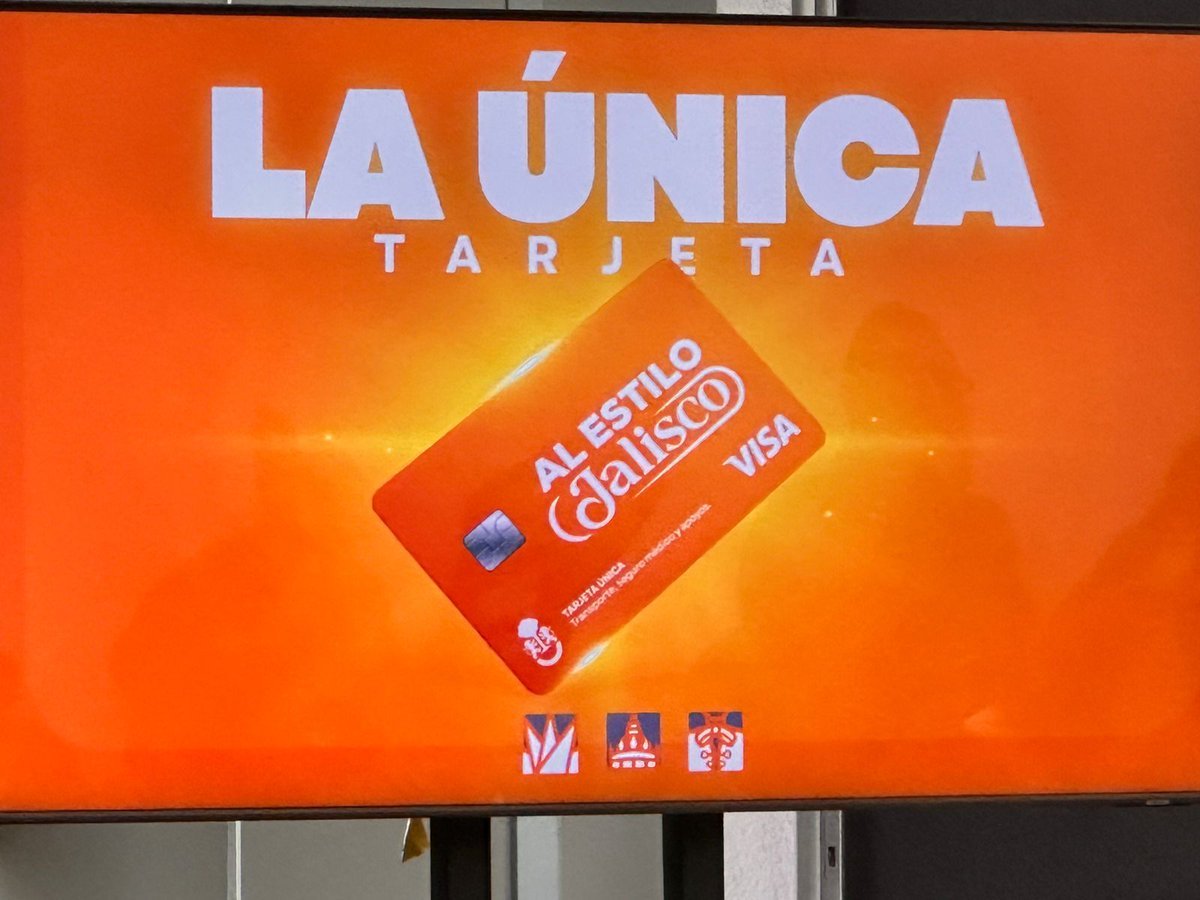 LA ÚNICA
TARJETA
AL ESTILO
Jalisco
VISA
TARJETA ÚNICA
Transporte, seguro médico y apoyos.